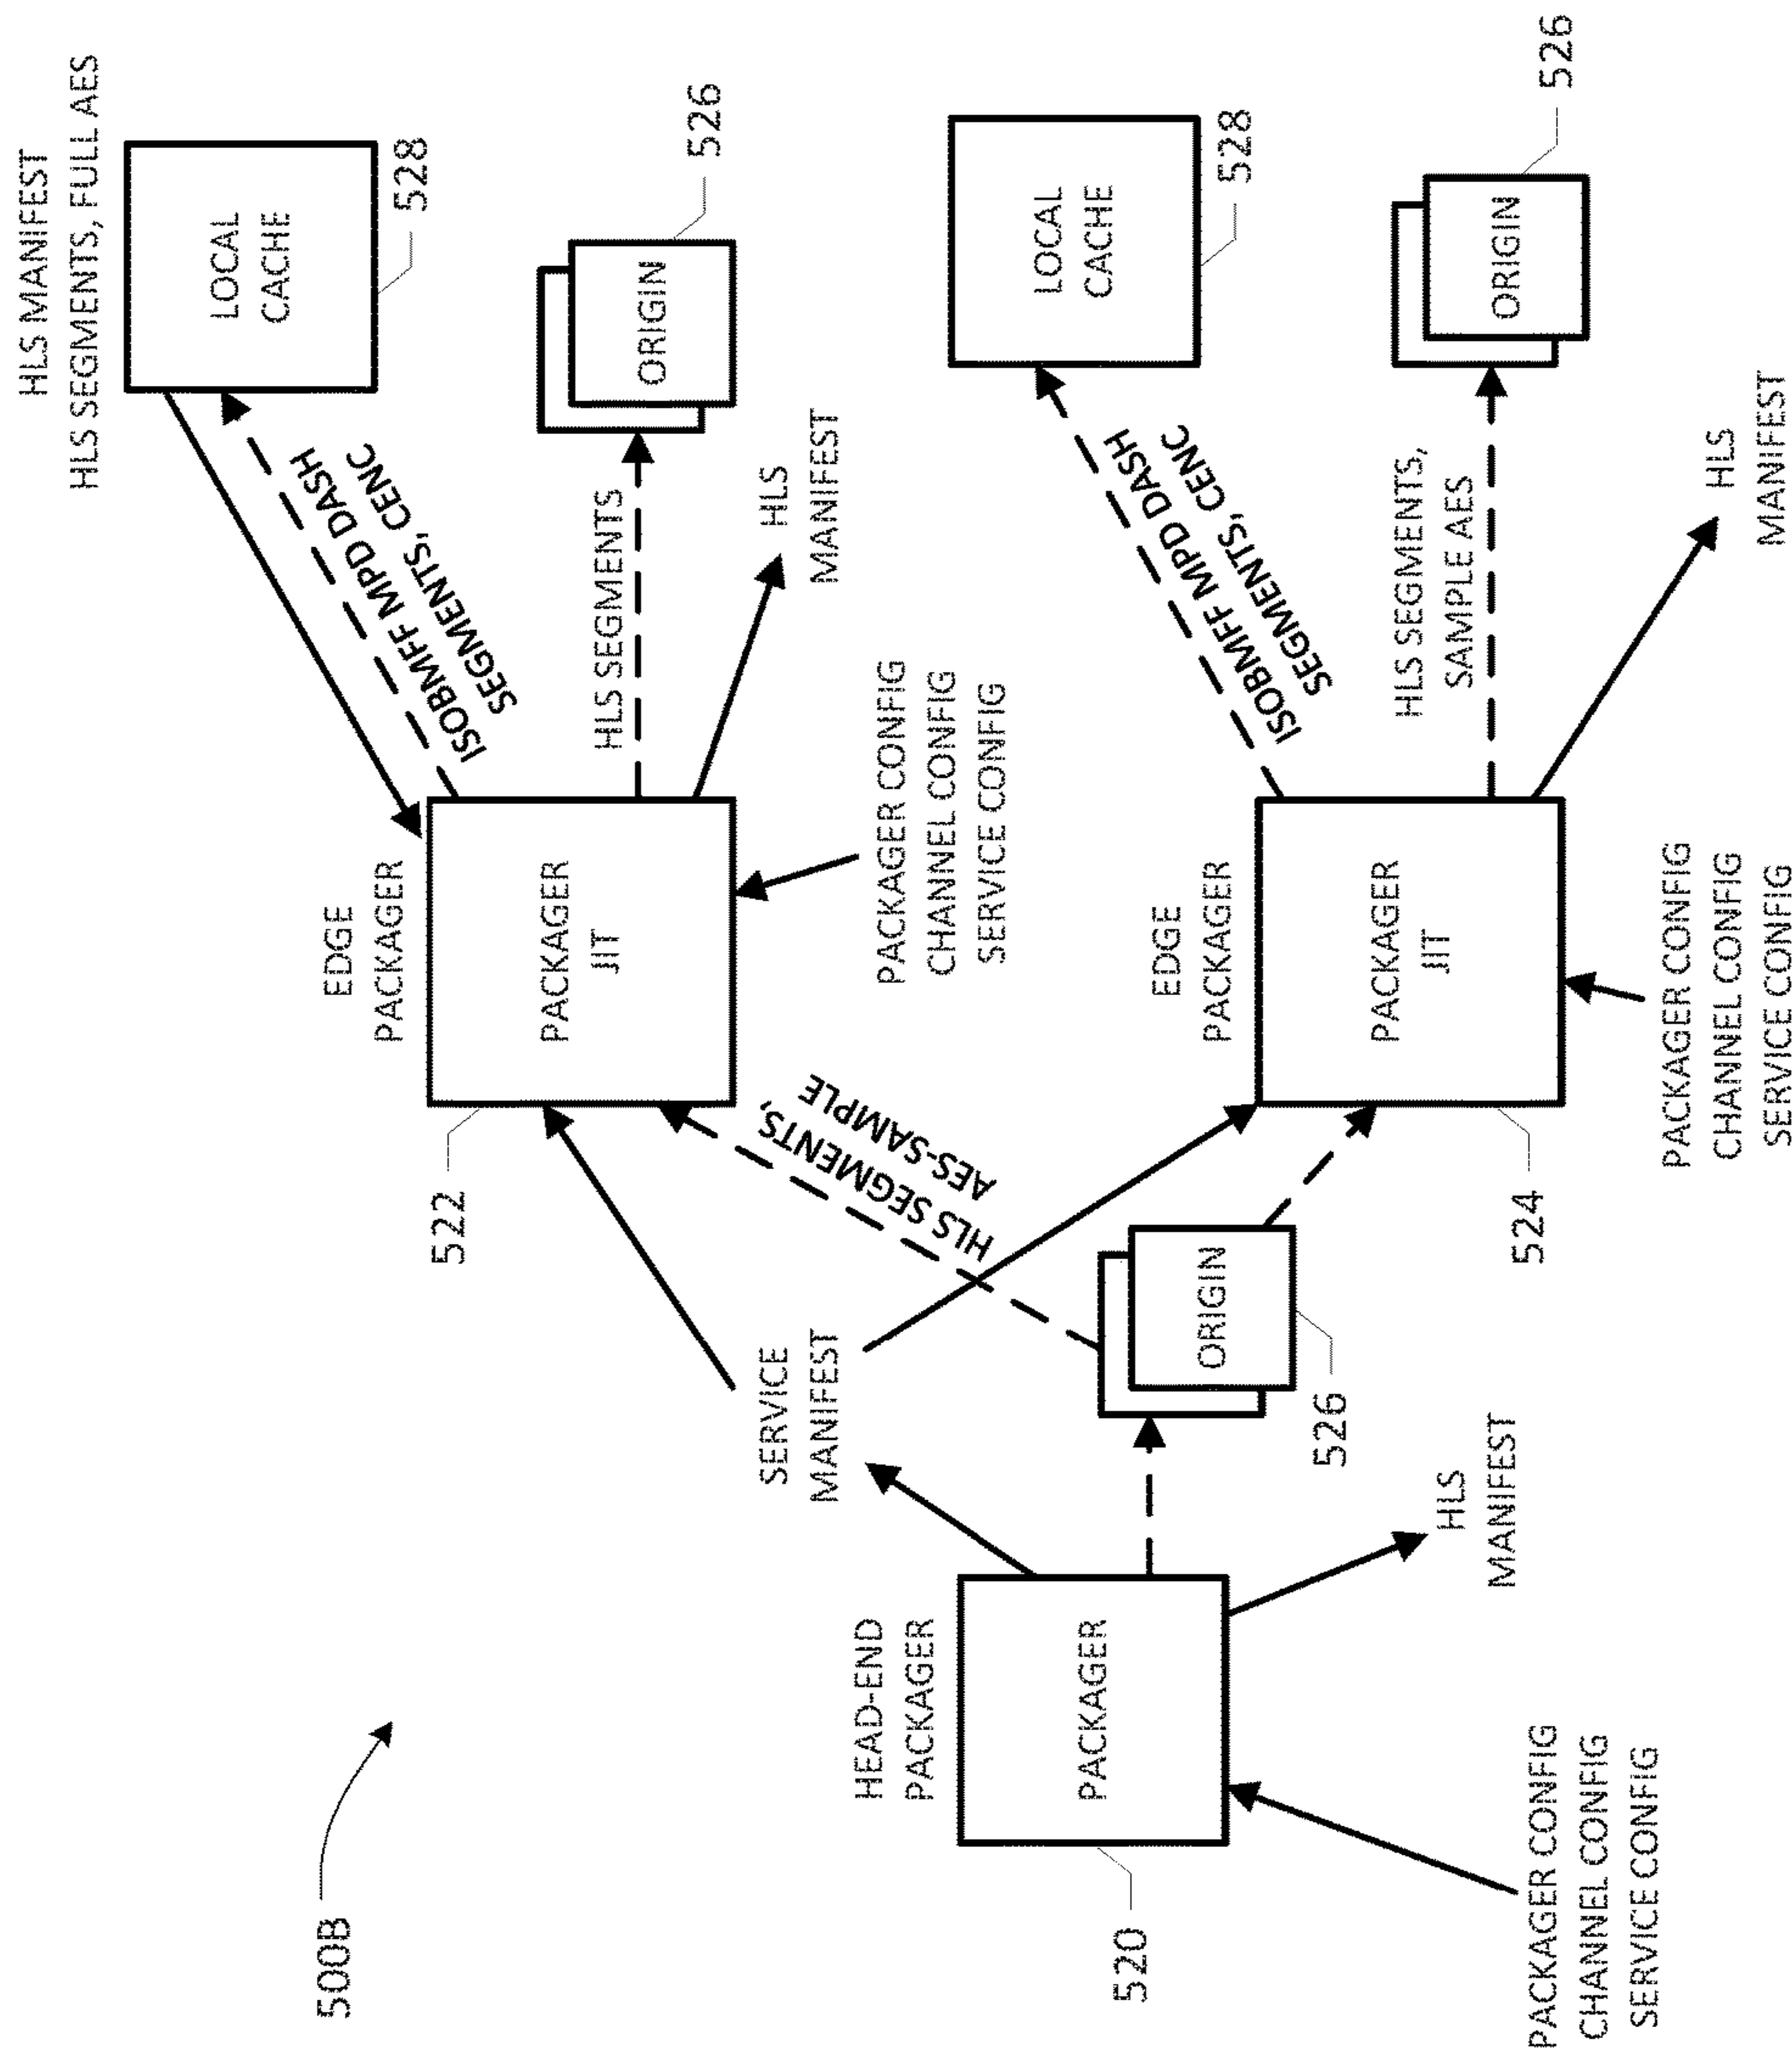 500B
HEAD-END
PACKAGER
PACKAGER
520
PACKAGER CONFIG
CHANNEL CONFIG
SERVICE CONFIG
HLS
MANIFEST
SERVICE
MANIFEST
ORIGIN
526
HLS SEGMENTS,
AES-SAMPLE
522
EDGE
PACKAGER
PACKAGER
JIT
PACKAGER CONFIG
CHANNEL CONFIG
SERVICE CONFIG
HLS MANIFEST
HLS SEGMENTS, FULL AES
ISOBMFF MPD DASH
SEGMENTS, CENC
LOCAL
CACHE
528
HLS SEGMENTS
ORIGIN
526
HLS
MANIFEST
524
EDGE
PACKAGER
PACKAGER
JIT
PACKAGER CONFIG
CHANNEL CONFIG
SERVICE CONFIG
ISOBMFF MPD DASH
SEGMENTS, CENC
LOCAL
CACHE
528
HLS SEGMENTS,
SAMPLE AES
ORIGIN
526
HLS
MANIFEST